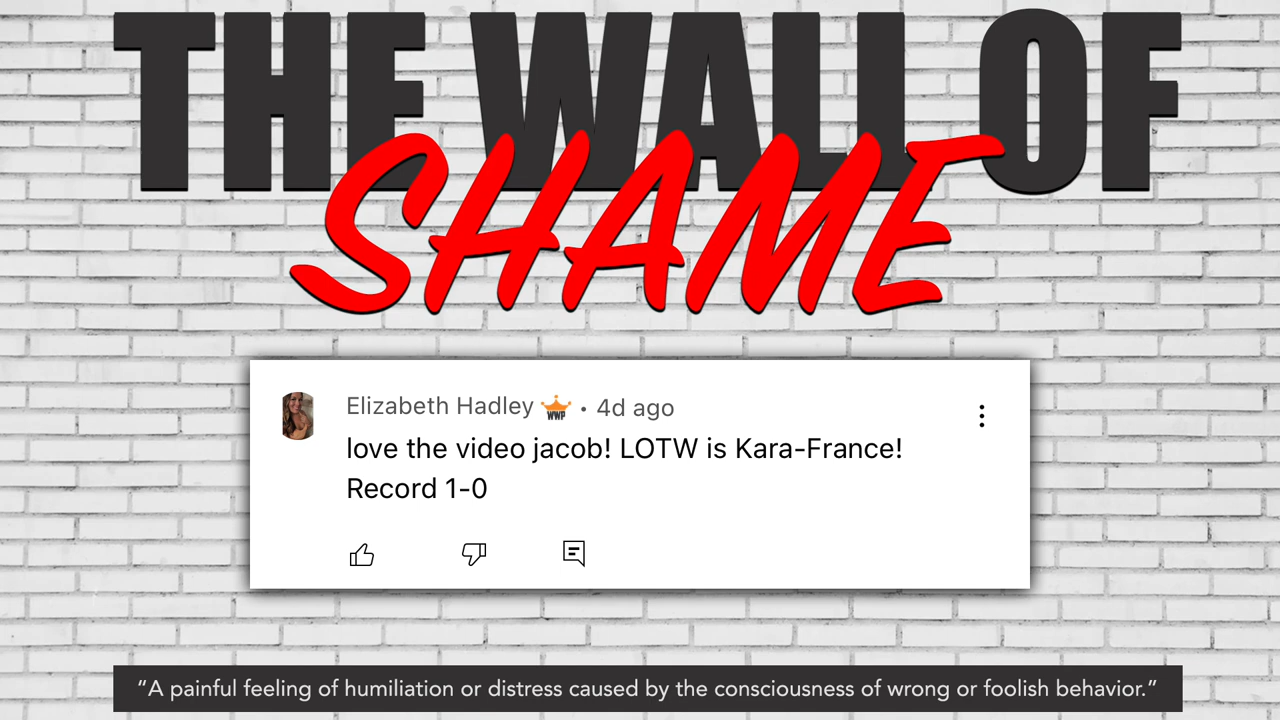 THE WALL OF
SHAME
Elizabeth Hadley WWP • 4d ago
love the video jacob! LOTW is Kara-France!
Record 1-0
“A painful feeling of humiliation or distress caused by the consciousness of wrong or foolish behavior.”